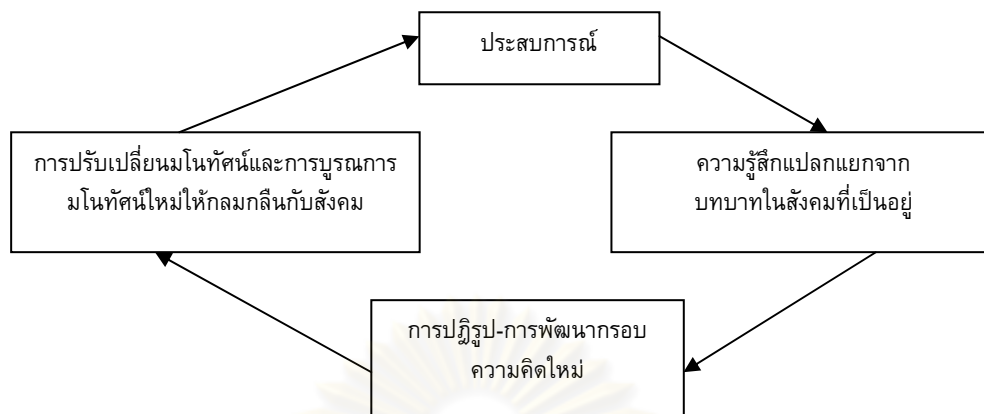 ประสบการณ์
การปรับเปลี่ยนมโนทัศน์และการบูรณการ
มโนทัศน์ใหม่ให้กลมกลืนกับสังคม
ความรู้สึกแปลกแยกจาก
บทบาทในสังคมที่เป็นอยู่
การปฎิรูป-การพัฒนากรอบ
ความคิดใหม่